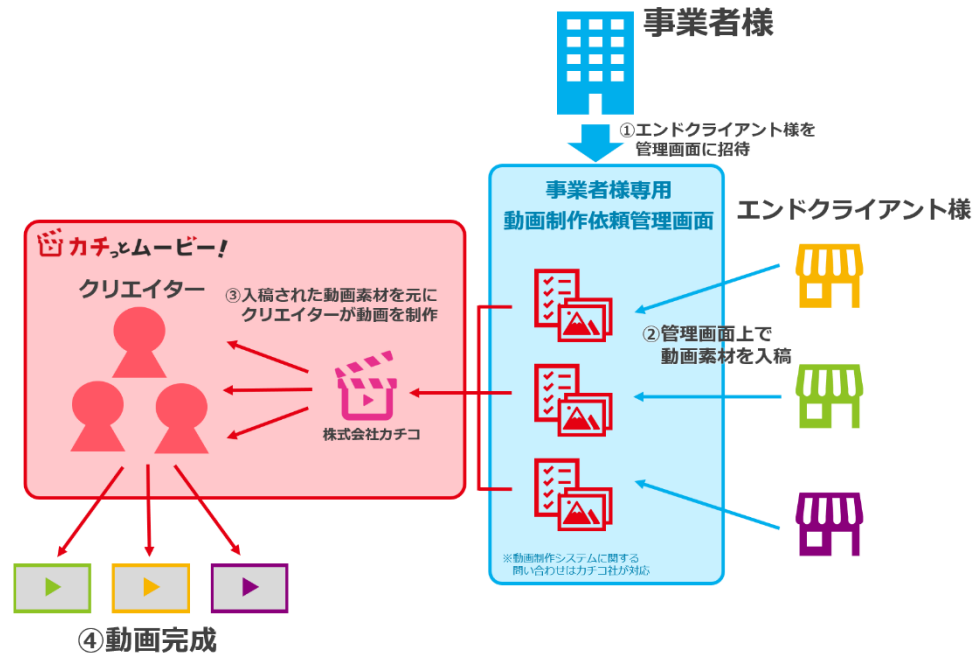 事業者様
①エンドクライアント様を
管理画面に招待
事業者様専用
動画制作依頼管理画面
エンドクライアント様
カチっとムービー!
クリエイター
③入稿された動画素材を元に
クリエイターが動画を制作
②管理画面上で
動画素材を入稿
株式会社カチコ
※動画制作システムに関する
問い合わせはカチコ社が対応
④動画完成